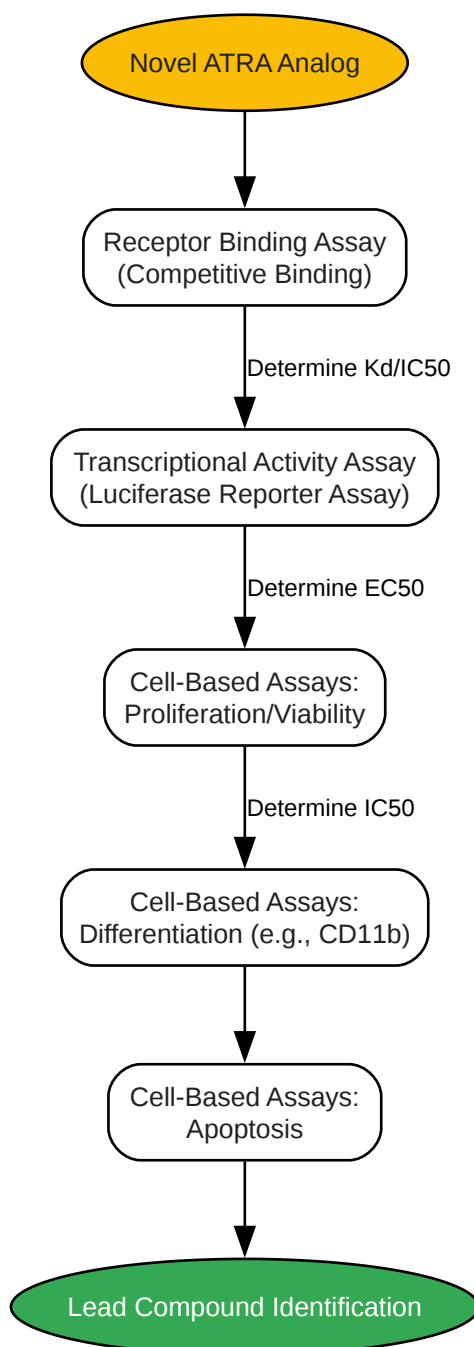 Novel ATRA Analog
Receptor Binding Assay
(Competitive Binding)
Determine Kd/IC50
Transcriptional Activity Assay
(Luciferase Reporter Assay)
Determine EC50
Cell-Based Assays:
Proliferation/Viability
Determine IC50
Cell-Based Assays:
Differentiation (e.g., CD11b)
Cell-Based Assays:
Apoptosis
Lead Compound Identification